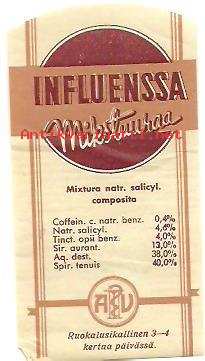 INFLUENSSA
Mikstuuraa
Mixtura natr. salicyl.
composita
Coffein. c. natr. benz. 0,4%
Natr. salicyl. 4,6%
Tinct. opii benz. 4,0%
Sir. aurant. 13,0%
Aq. dest. 38,0%
Spir. tenuis 40,0%
Ruokalusikallinen 3—4
kertaa päivässä.